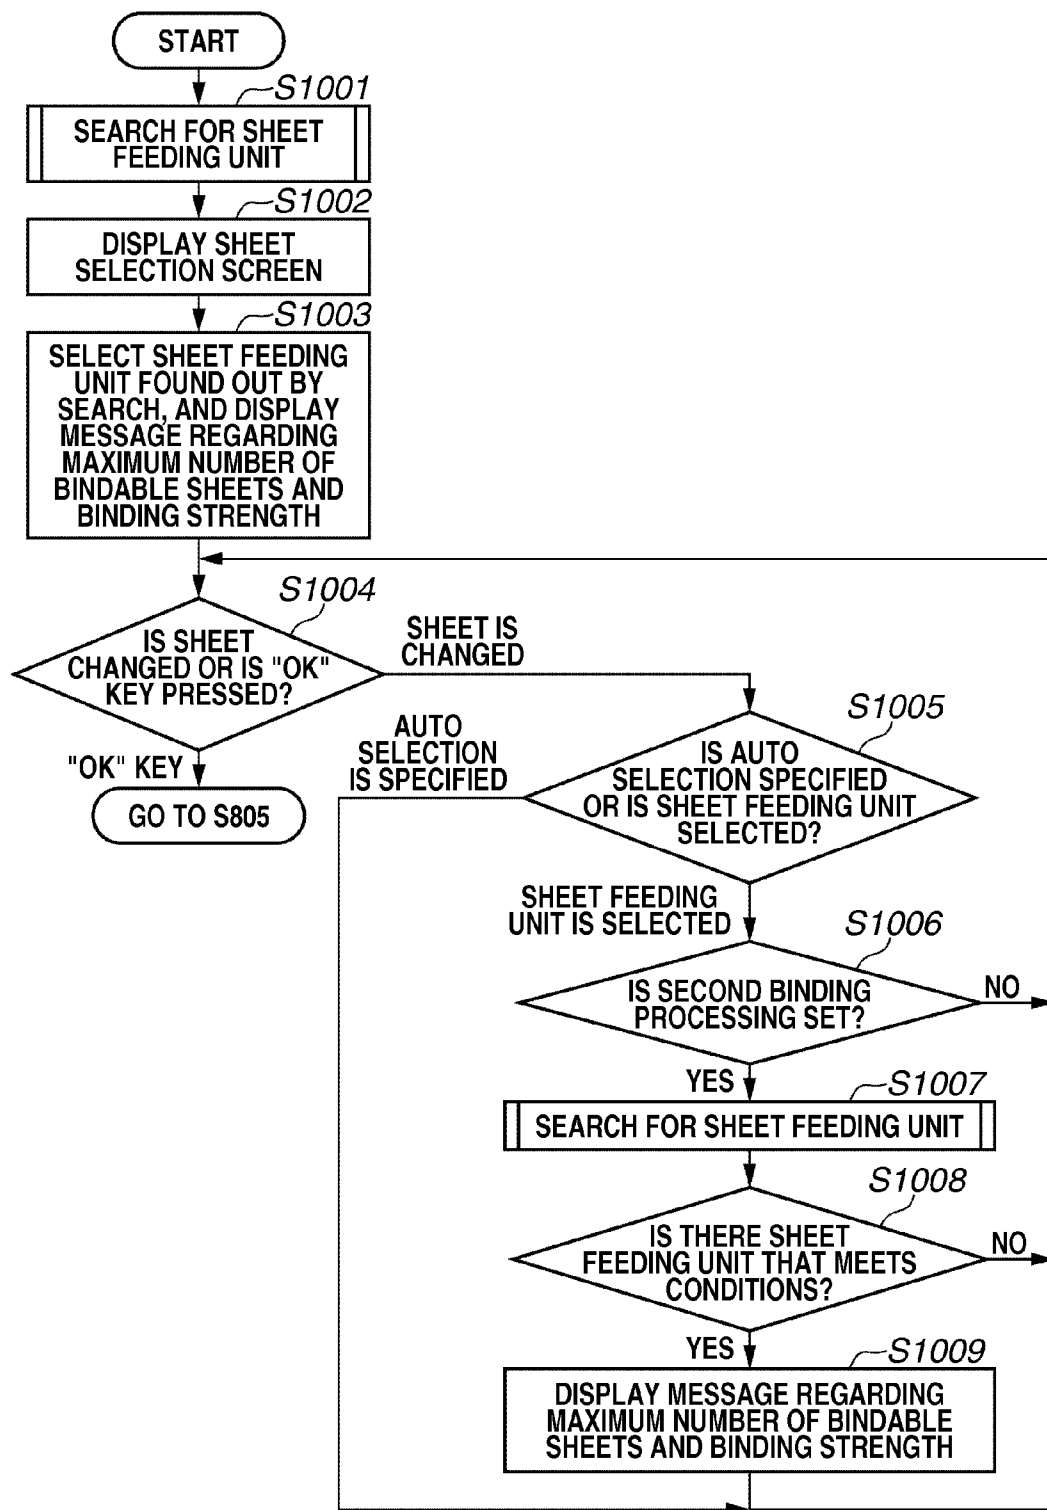 START
S1001
SEARCH FOR SHEET
FEEDING UNIT
S1002
DISPLAY SHEET
SELECTION SCREEN
S1003
SELECT SHEET FEEDING
UNIT FOUND OUT BY
SEARCH, AND DISPLAY
MESSAGE REGARDING
MAXIMUM NUMBER OF
BINDABLE SHEETS AND
BINDING STRENGTH
S1004
IS SHEET
CHANGED OR IS "OK"
KEY PRESSED?
SHEET IS
CHANGED
"OK" KEY
GO TO S805
S1005
IS AUTO
SELECTION SPECIFIED
OR IS SHEET FEEDING UNIT
SELECTED?
AUTO
SELECTION
IS SPECIFIED
SHEET FEEDING
UNIT IS SELECTED
S1006
IS SECOND BINDING
PROCESSING SET?
NO
YES
S1007
SEARCH FOR SHEET FEEDING UNIT
S1008
IS THERE SHEET
FEEDING UNIT THAT MEETS
CONDITIONS?
NO
YES
S1009
DISPLAY MESSAGE REGARDING
MAXIMUM NUMBER OF BINDABLE
SHEETS AND BINDING STRENGTH